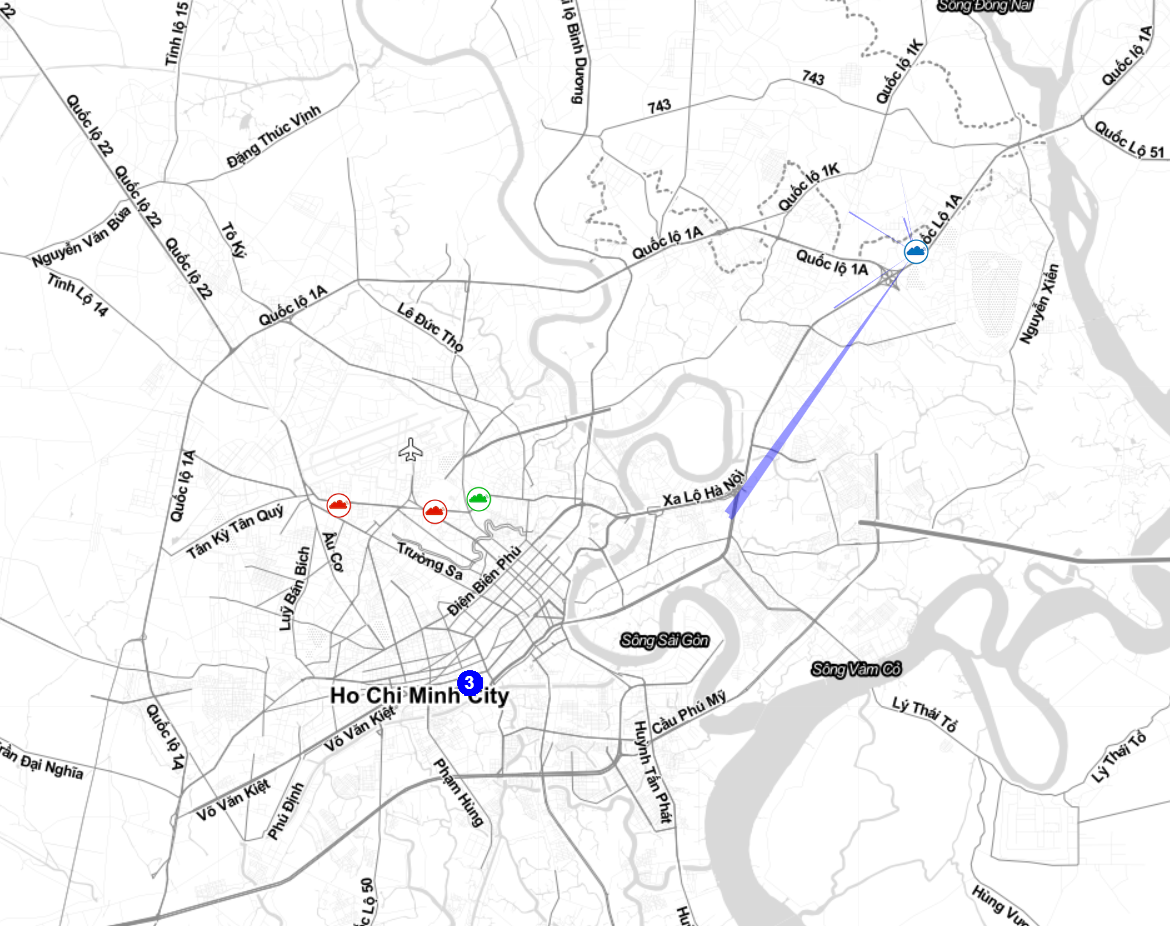 22
Tỉnh lộ 15
Sông Đồng Nai
Quốc lộ 1K
Quốc lộ 1A
743
743
Quốc lộ 22
Đặng Thúc Vịnh
Quốc Lộ 51
Quốc lộ 22
Quốc lộ 1K
Nguyễn Văn Bứa
Tô Ký
Quốc lộ 22
Quốc lộ 1A
Quốc lộ 1A
Tỉnh Lộ 14
Quốc lộ 1A
Nguyễn Xiển
Lê Đức Thọ
Quốc lộ 1A
Xa Lộ Hà Nội
Tân Kỳ Tân Quý
Âu Cơ
Trường Sa
Luỹ Bán Bích
Điện Biên Phủ
Sông Sài Gòn
Sông Vàm Cỏ
3
Ho Chi Minh City
Võ Văn Kiệt
Cầu Phú Mỹ
Lý Thái Tổ
Quốc lộ 1A
Huỳnh Tấn Phát
Lý Thái Tổ
Võ Văn Kiệt
Phú Định
Phạm Hùng